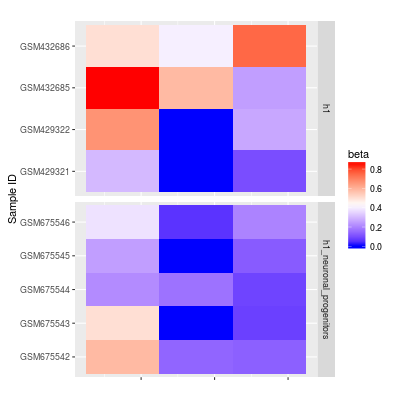 GSM432686
GSM432685
GSM429322
GSM429321
h1
GSM675546
GSM675545
GSM675544
GSM675543
GSM675542
h1_neuronal_progenitors
Sample ID
beta
0.8
0.6
0.4
0.2
0.0